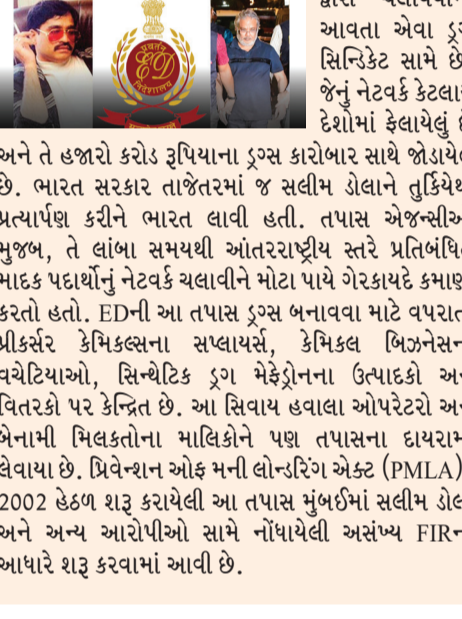 આવતા એવા ડ્રગ
સિન્ડિકેટ સામે છે
જેનું નેટવર્ક કેટલા
દેશોમાં ફેલાયેલું
અને તે હજારો કરોડ રૂપિયાના ડ્રગ્સ કારોબાર સાથે જોડાયેલ
છે. ભારત સરકાર તાજેતરમાં જ સલીમ ડોલાને તુર્કિયેથ
પ્રત્યાર્પણ કરીને ભારત લાવી હતી. તપાસ એજન્સીઅ
મુજબ, તે લાંબા સમયથી આંતરરાષ્ટ્રીય સ્તરે પ્રતિબંધિ
માદક પદાર્થોનું નેટવર્ક ચલાવીને મોટા પાયે ગેરકાયદે કમાણ
કરતો હતો. EDની આ તપાસ ડ્રગ્સ બનાવવા માટે વપરાત
પ્રીકર્સર કેમિકલ્સના સપ્લાયર્સ, કેમિકલ બિઝનેસન
વચેટિયાઓ, સિન્થેટિક ડ્રગ મેફેડ્રોનના ઉત્પાદકો અન
વિતરકો પર કેન્દ્રિત છે. આ સિવાય હવાલા ઓપરેટરો અન
બેનામી મિલકતોના માલિકોને પણ તપાસના દાયરામ
લેવાયા છે. પ્રિવેન્શન ઓફ મની લોન્ડરિંગ એક્ટ (PMLA)
2002 હેઠળ શરૂ કરાયેલી આ તપાસ મુંબઈમાં સલીમ ડોલ
અને અન્ય આરોપીઓ સામે નોંધાયેલી અસંખ્ય FIRન
આધારે શરૂ કરવામાં આવી છે.